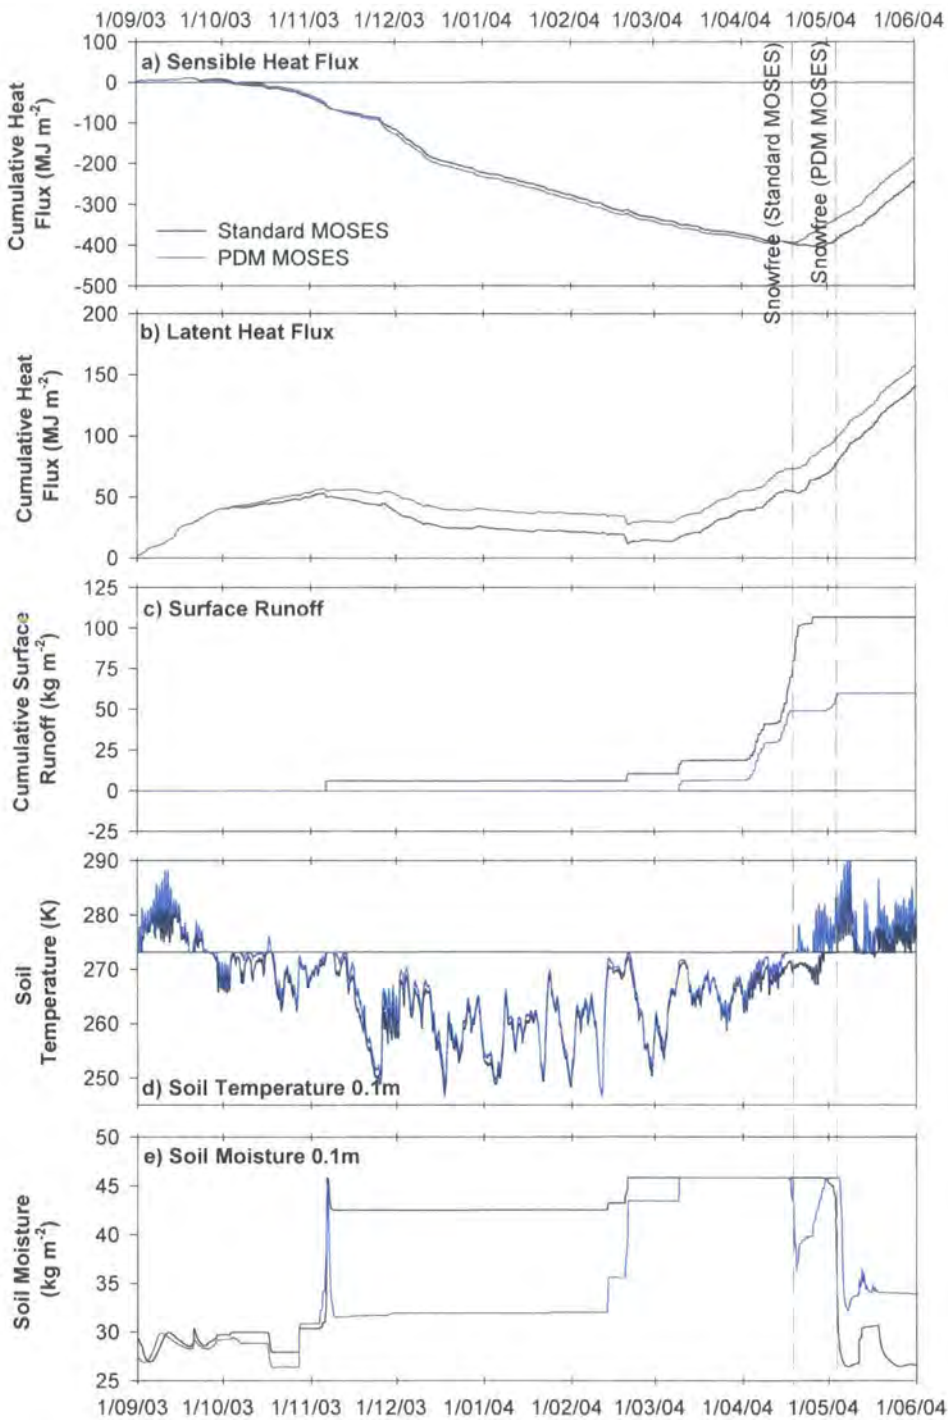 1/09/03 1/10/03 1/11/03 1/12/03 1/01/04 1/02/04 1/03/04 1/04/04 1/05/04 1/06/04
Cumulative Heat
Flux (MJ m⁻²)
100
0
-100
-200
-300
-400
-500
a) Sensible Heat Flux
Standard MOSES
PDM MOSES
Snowfree (Standard MOSES)
Snowfree (PDM MOSES)
Cumulative Heat
Flux (MJ m⁻²)
200
150
100
50
0
b) Latent Heat Flux
Cumulative Surface
Runoff (kg m⁻²)
125
100
75
50
25
0
-25
c) Surface Runoff
Soil
Temperature (K)
290
280
270
260
250
d) Soil Temperature 0.1m
Soil Moisture
(kg m⁻²)
50
45
40
35
30
25
e) Soil Moisture 0.1m
1/09/03 1/10/03 1/11/03 1/12/03 1/01/04 1/02/04 1/03/04 1/04/04 1/05/04 1/06/04